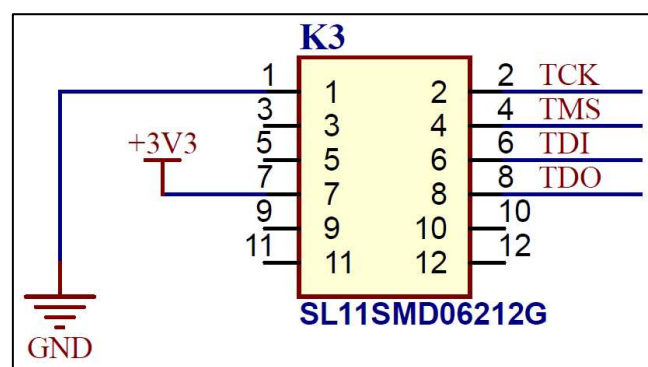 K3
1 1 2 2 TCK
3 3 4 4 TMS
+3V3 5 5 6 6 TDI
7 7 8 8 TDO
9 9 10 10
11 11 12 12
SL11SMD06212G
GND